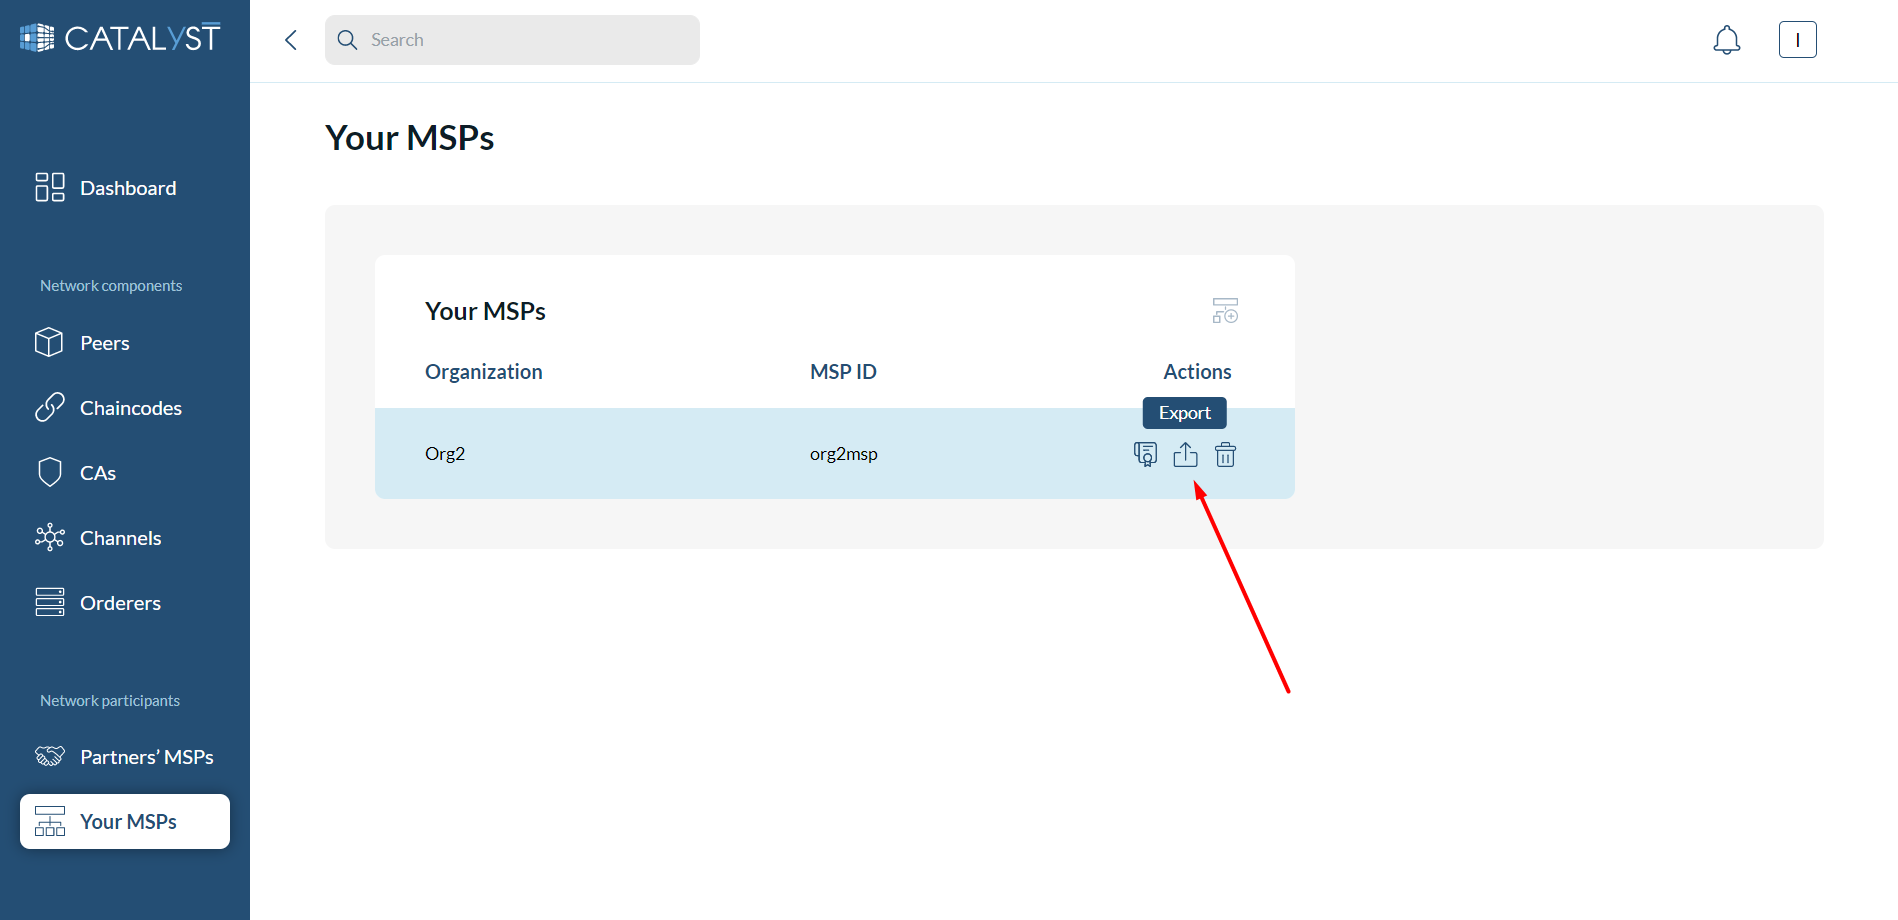 CATALYST
Search
I
Your MSPs
Dashboard
Network components
Peers
Chaincodes
CAs
Channels
Orderers
Network participants
Partners’ MSPs
Your MSPs
Your MSPs
Organization MSP ID Actions
Export
Org2 org2msp